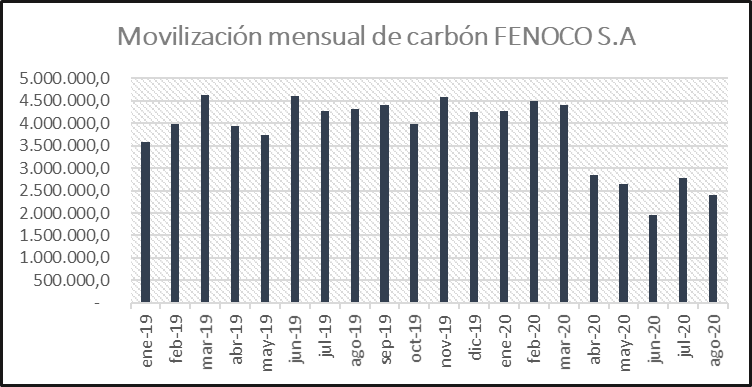 Movilización mensual de carbón FENOCO S.A
5.000.000,0
4.500.000,0
4.000.000,0
3.500.000,0
3.000.000,0
2.500.000,0
2.000.000,0
1.500.000,0
1.000.000,0
500.000,0
-
ene-19
feb-19
mar-19
abr-19
may-19
jun-19
jul-19
ago-19
sep-19
oct-19
nov-19
dic-19
ene-20
feb-20
mar-20
abr-20
may-20
jun-20
jul-20
ago-20